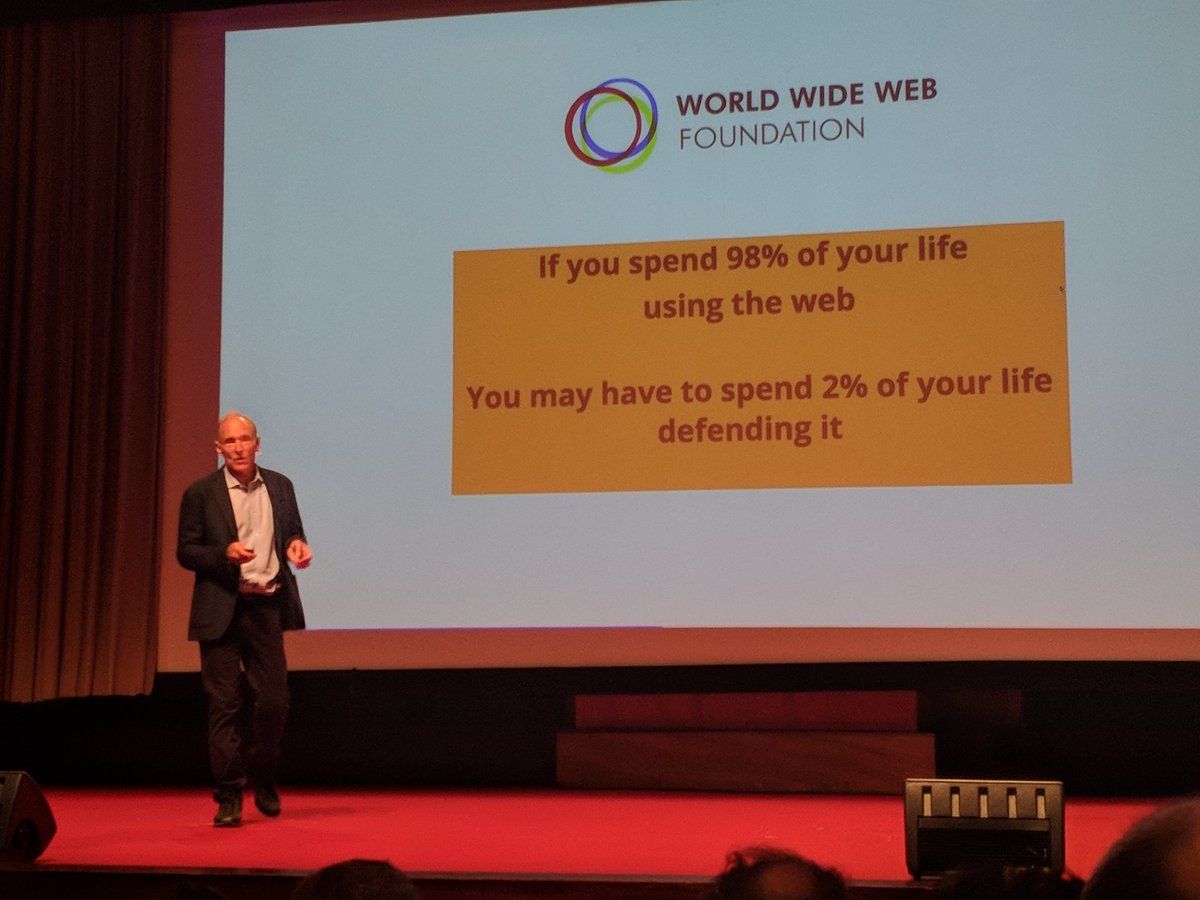 WORLD WIDE WEB
FOUNDATION
If you spend 98% of your life
using the web
You may have to spend 2% of your life
defending it